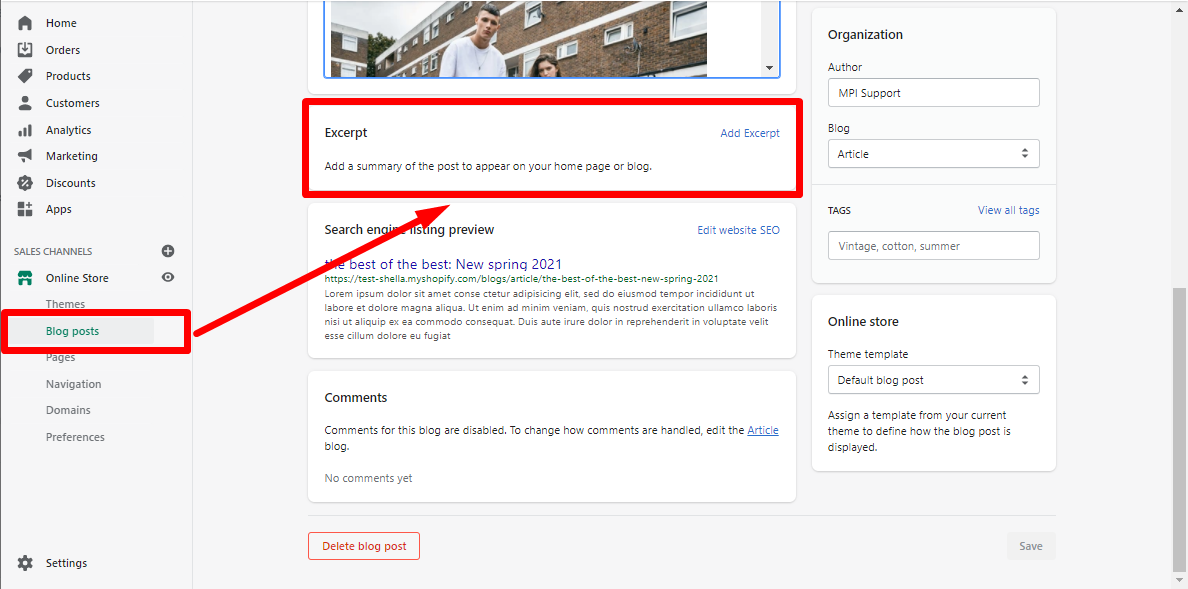 Home
Orders
Products
Customers
Analytics
Marketing
Discounts
Apps
SALES CHANNELS
Online Store
Themes
Blog posts
Pages
Navigation
Domains
Preferences
Settings
Excerpt
Add Excerpt
Add a summary of the post to appear on your home page or blog.
Search engine listing preview
Edit website SEO
the best of the best: New spring 2021
https://test-shella.myshopify.com/blogs/article/the-best-of-the-best-new-spring-2021
Lorem ipsum dolor sit amet conse ctetur adipisicing elit, sed do eiusmod tempor incididunt ut
labore et dolore magna aliqua. Ut enim ad minim veniam, quis nostrud exercitation ullamco laboris
nisi ut aliquip ex ea commodo consequat. Duis aute irure dolor in reprehenderit in voluptate velit
esse cillum dolore eu fugiat
Comments
Comments for this blog are disabled. To change how comments are handled, edit the Article
blog.
No comments yet
Delete blog post
Organization
Author
MPI Support
Blog
Article
TAGS
View all tags
Vintage, cotton, summer
Online store
Theme template
Default blog post
Assign a template from your current
theme to define how the blog post is
displayed.
Save